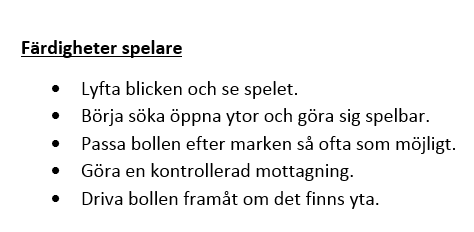 Färdigheter spelare
• Lyfta blicken och se spelet.
• Börja söka öppna ytor och göra sig spelbar.
• Passa bollen efter marken så ofta som möjligt.
• Göra en kontrollerad mottagning.
• Driva bollen framåt om det finns yta.